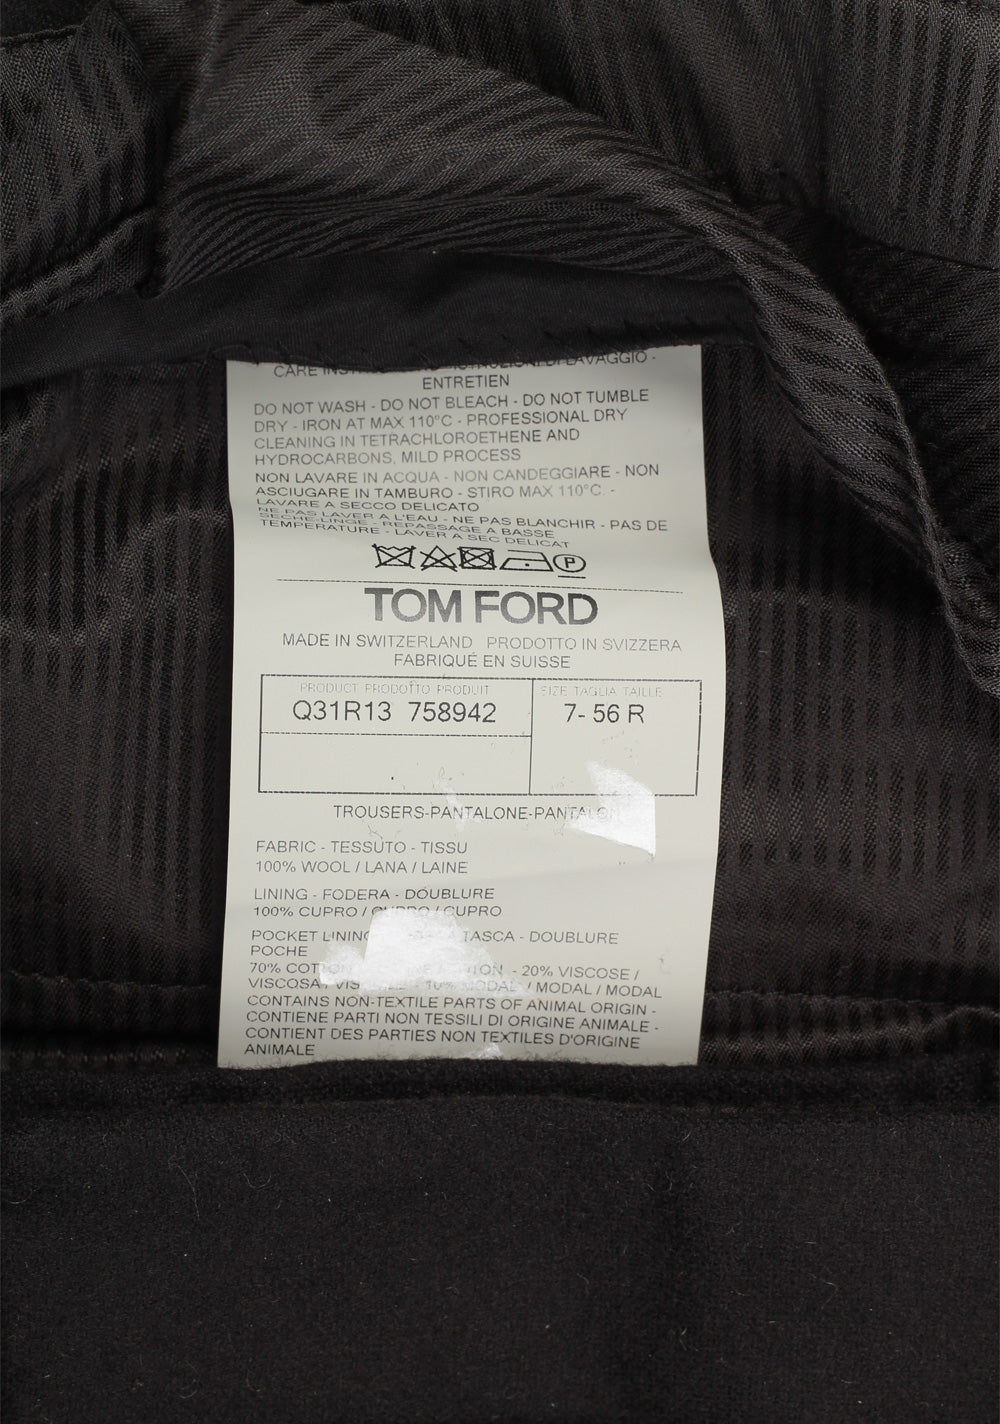 CARE
ENTRETIEN
DO NOT WASH - DO NOT BLEACH - DO NOT TUMBLE
DRY - IRON AT MAX 110°C - PROFESSIONAL DRY
CLEANING IN TETRACHLOROETHENE AND
HYDROCARBONS, MILD PROCESS
NON LAVARE IN ACQUA - NON CANDEGGIARE - NON
ASCIUGARE IN TAMBURO - STIRO MAX 110°C. -
LAVARE A SECCO DELICATO
NE PAS LAVER A L'EAU - NE PAS BLANCHIR - PAS DE
SECHE-LINGE - REPASSAGE A BASSE
TEMPERATURE - LAVER A SEC DELICAT
P
TOM FORD
MADE IN SWITZERLAND PRODOTTO IN SVIZZERA
FABRIQUÉ EN SUISSE
PRODUCT PRODOTTO PRODUIT
SIZE TAGLIA TAILLE
Q31R13 758942
7- 56 R
TROUSERS-PANTALONE-
FABRIC - TESSUTO - TISSU
100% WOOL / LANA / LAINE
LINING - FODERA - DOUBLURE
100% CUPRO / CUPRO / CUPRO
POCKET TASCA - DOUBLURE
POCHE
70% - 20% VISCOSE /
VISCOSA / - 10% MODAL / MODAL / MODAL
CONTAINS NON-TEXTILE PARTS OF ANIMAL ORIGIN -
CONTIENE PARTI NON TESSILI DI ORIGINE ANIMALE -
CONTIENT DES PARTIES NON TEXTILES D'ORIGINE
ANIMALE